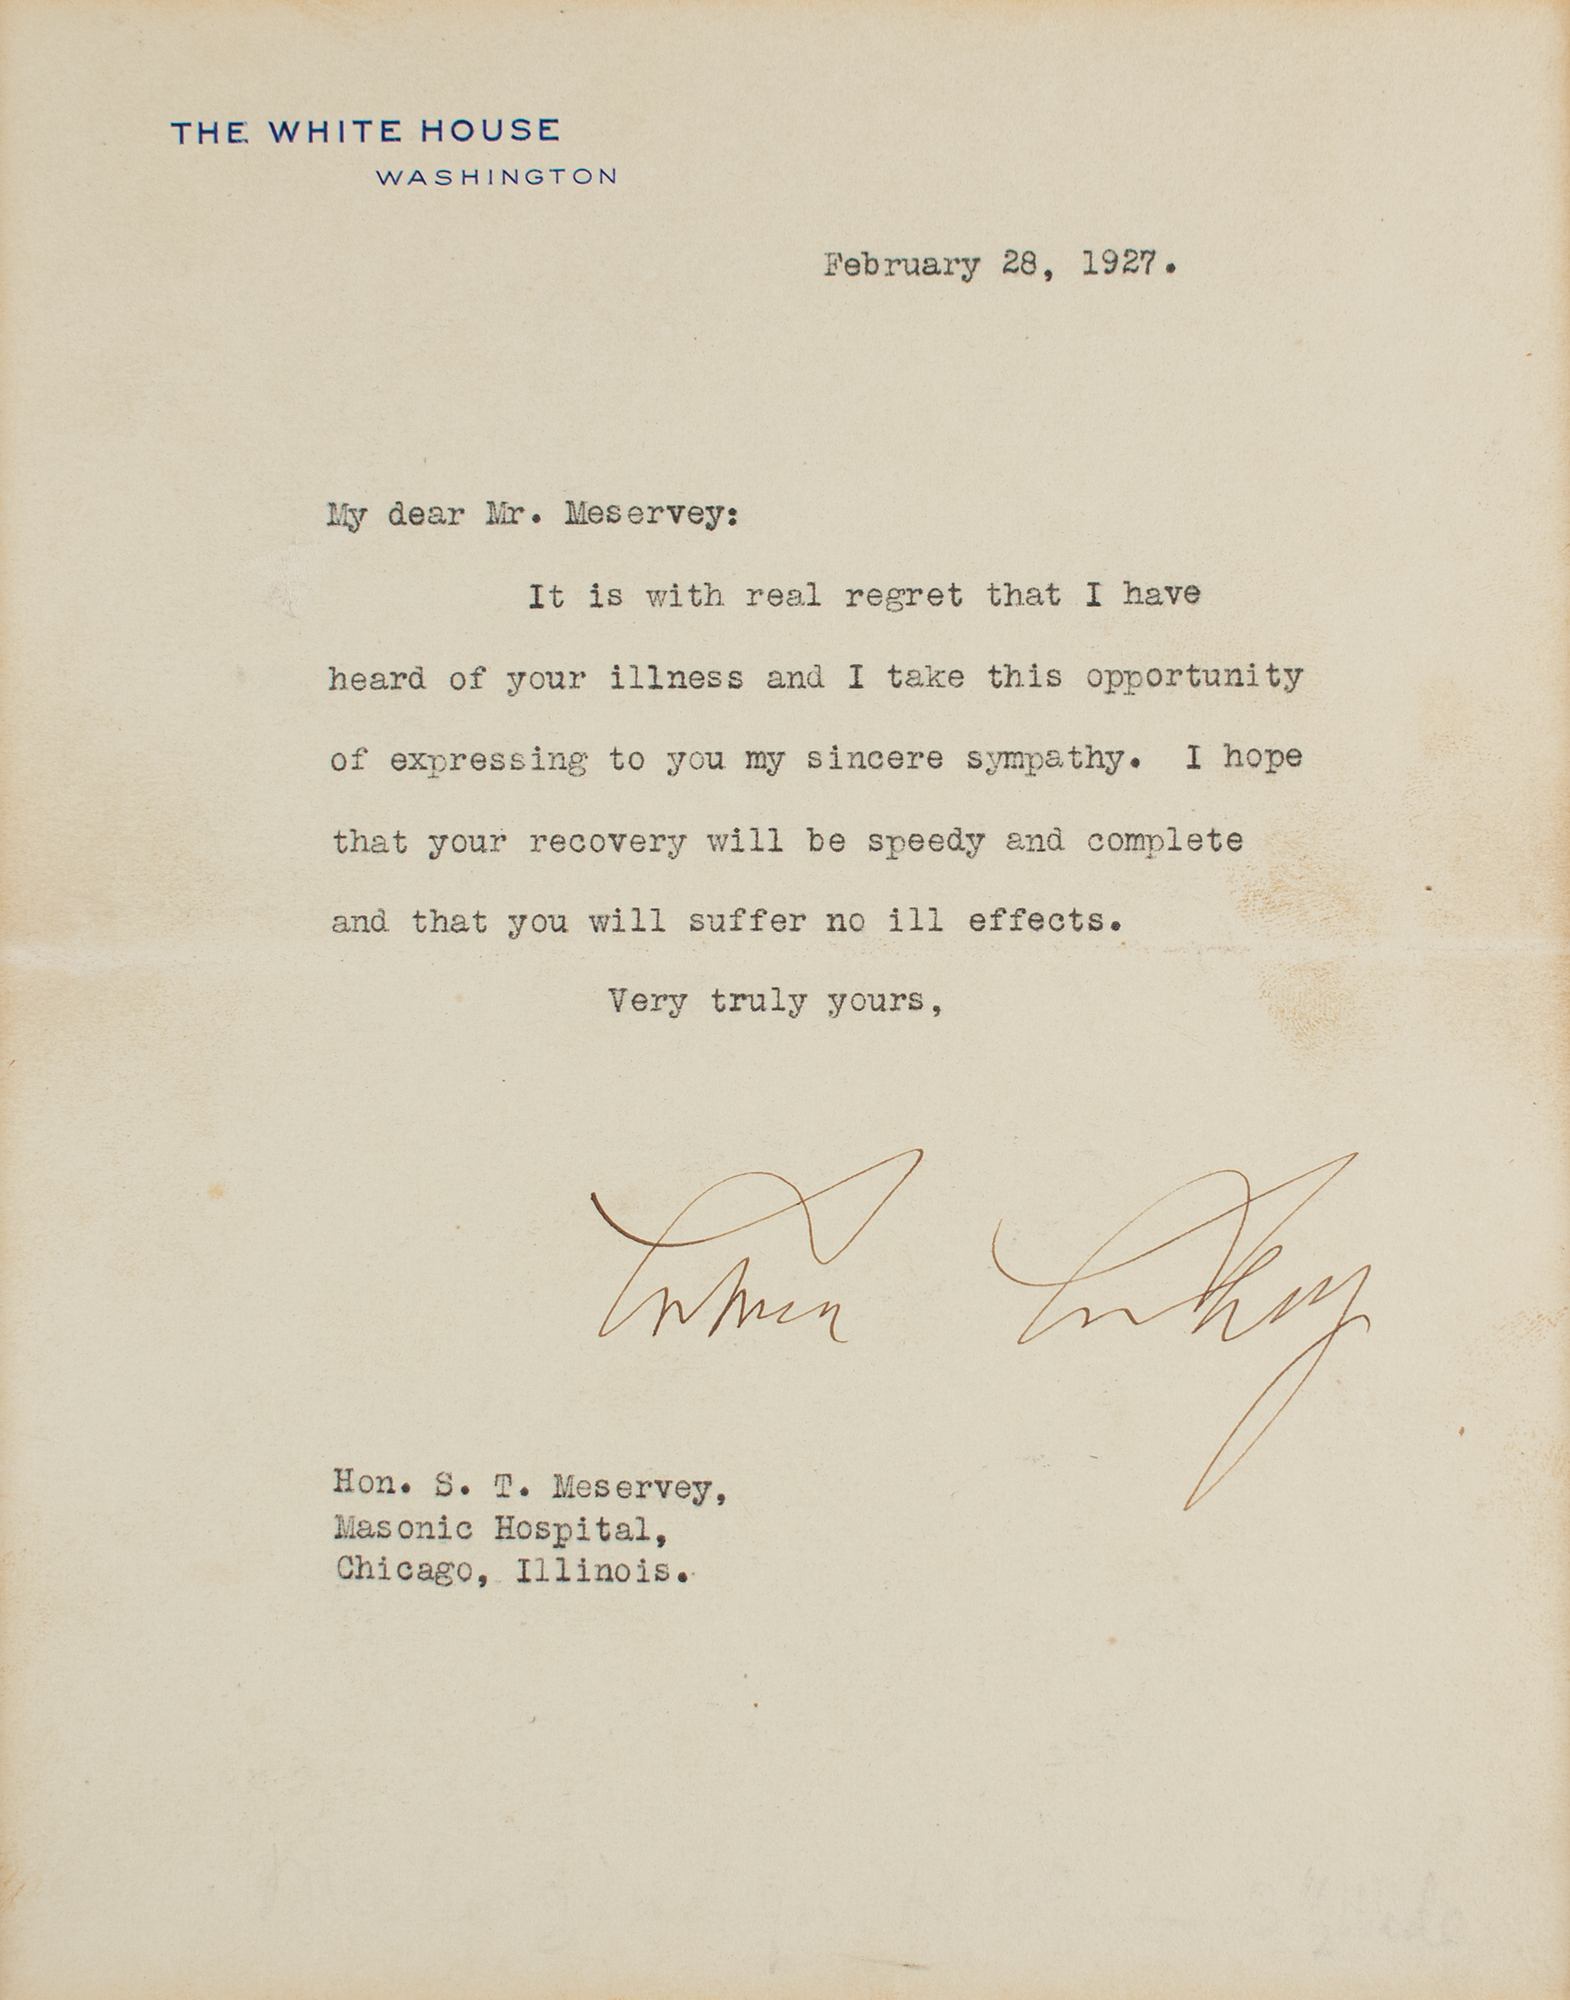 THE WHITE HOUSE
WASHINGTON
February 28, 1927.
My dear Mr. Meservey:
It is with real regret that I have
heard of your illness and I take this opportunity
of expressing to you my sincere sympathy. I hope
that your recovery will be speedy and complete
and that you will suffer no ill effects.
Very truly yours,
Calvin Coolidge
Hon. S. T. Meservey,
Masonic Hospital,
Chicago, Illinois.